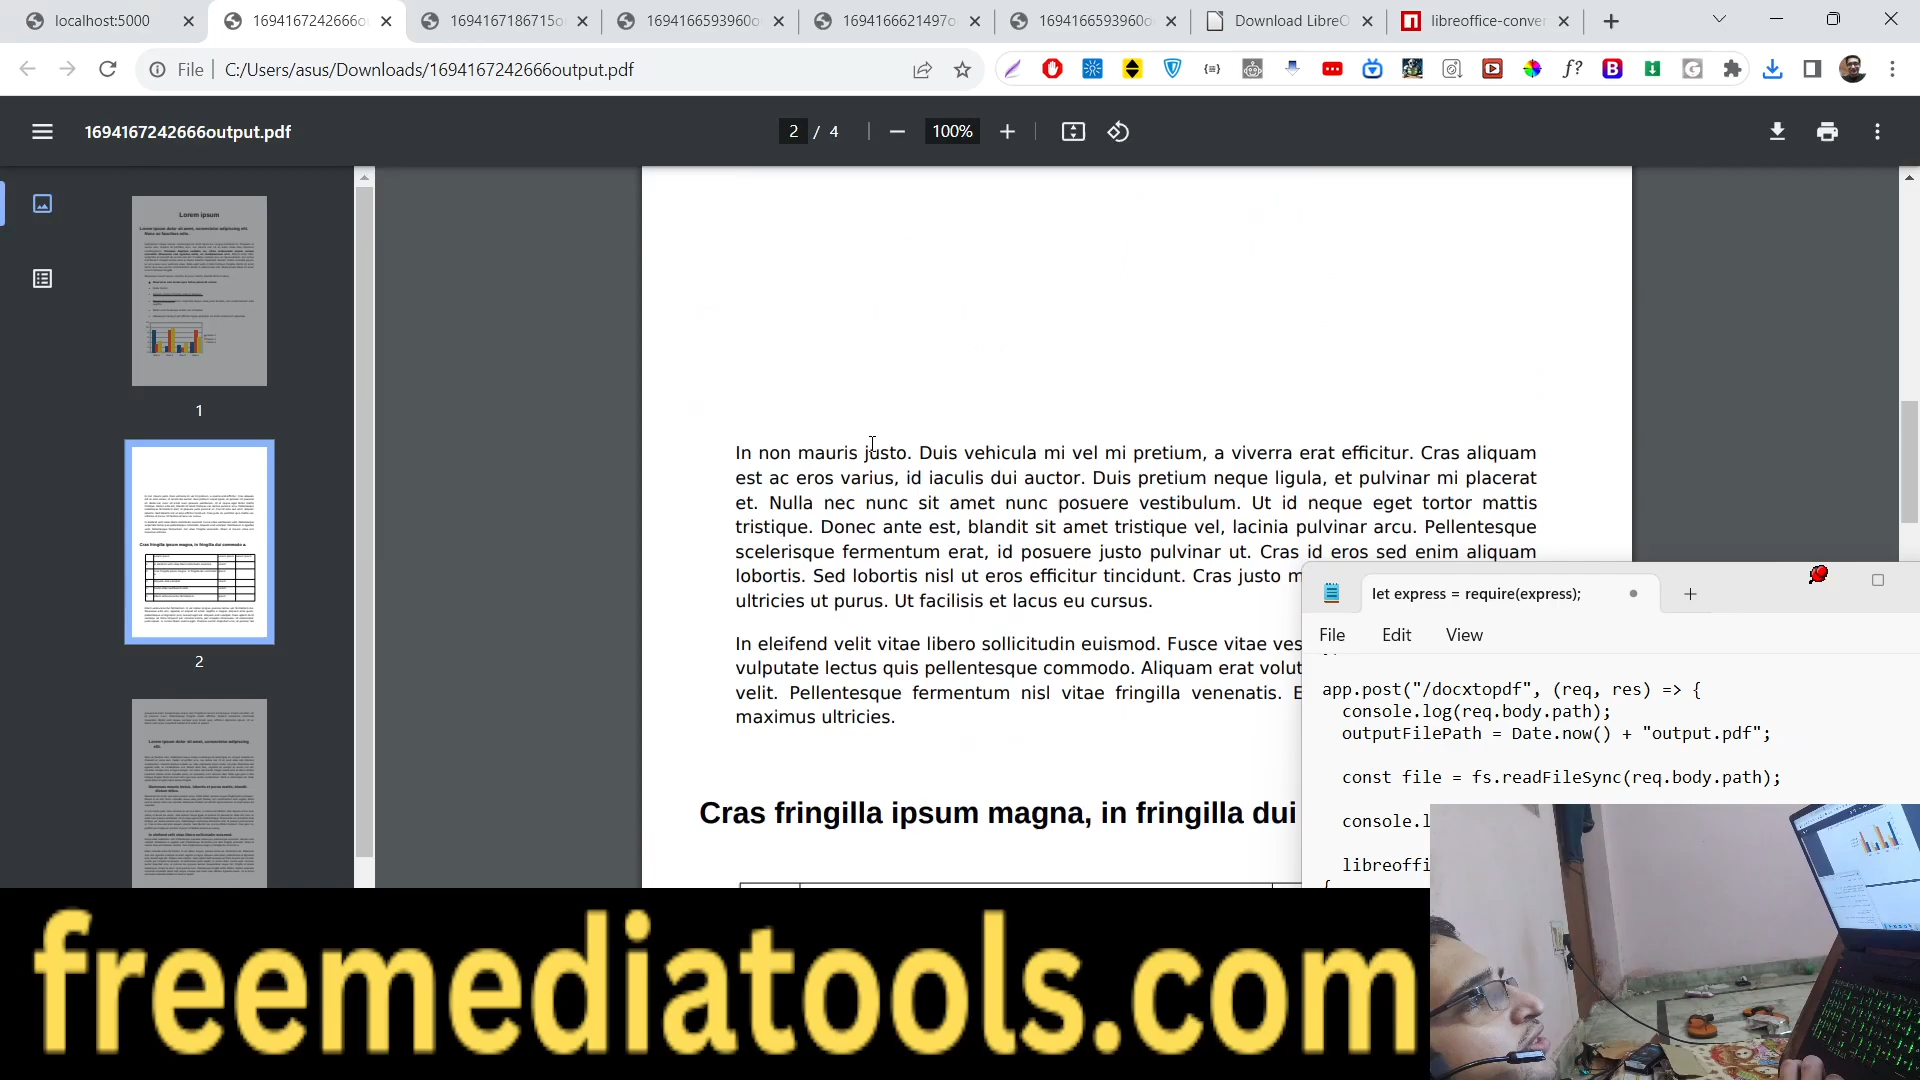 localhost:5000
1694167242666o
1694167186715o
1694166593960o
1694166621497o
1694166593960o
Download LibreO
libreoffice-conver
File
C:/Users/asus/Downloads/1694167242666output.pdf
1694167242666output.pdf
2 / 4
100%
Lorem ipsum
1
2
In non mauris justo. Duis vehicula mi vel mi pretium, a viverra erat efficitur. Cras aliquam
est ac eros varius, id iaculis dui auctor. Duis pretium neque ligula, et pulvinar mi placerat
et. Nulla nec nunc sit amet nunc posuere vestibulum. Ut id neque eget tortor mattis
tristique. Donec ante est, blandit sit amet tristique vel, lacinia pulvinar arcu. Pellentesque
scelerisque fermentum erat, id posuere justo pulvinar ut. Cras id eros sed enim aliquam
lobortis. Sed lobortis nisl ut eros efficitur tincidunt. Cras justo m
ultricies ut purus. Ut facilisis et lacus eu cursus.
In eleifend velit vitae libero sollicitudin euismod. Fusce vitae ves
vulputate lectus quis pellentesque commodo. Aliquam erat volut
velit. Pellentesque fermentum nisl vitae fringilla venenatis. E
maximus ultricies.
Cras fringilla ipsum magna, in fringilla dui
let express = require(express);
File Edit View
app.post("/docxtopdf", (req, res) => {
console.log(req.body.path);
outputFilePath = Date.now() + "output.pdf";
const file = fs.readFileSync(req.body.path);
console.l
libreoffi
{
freemediatools.com